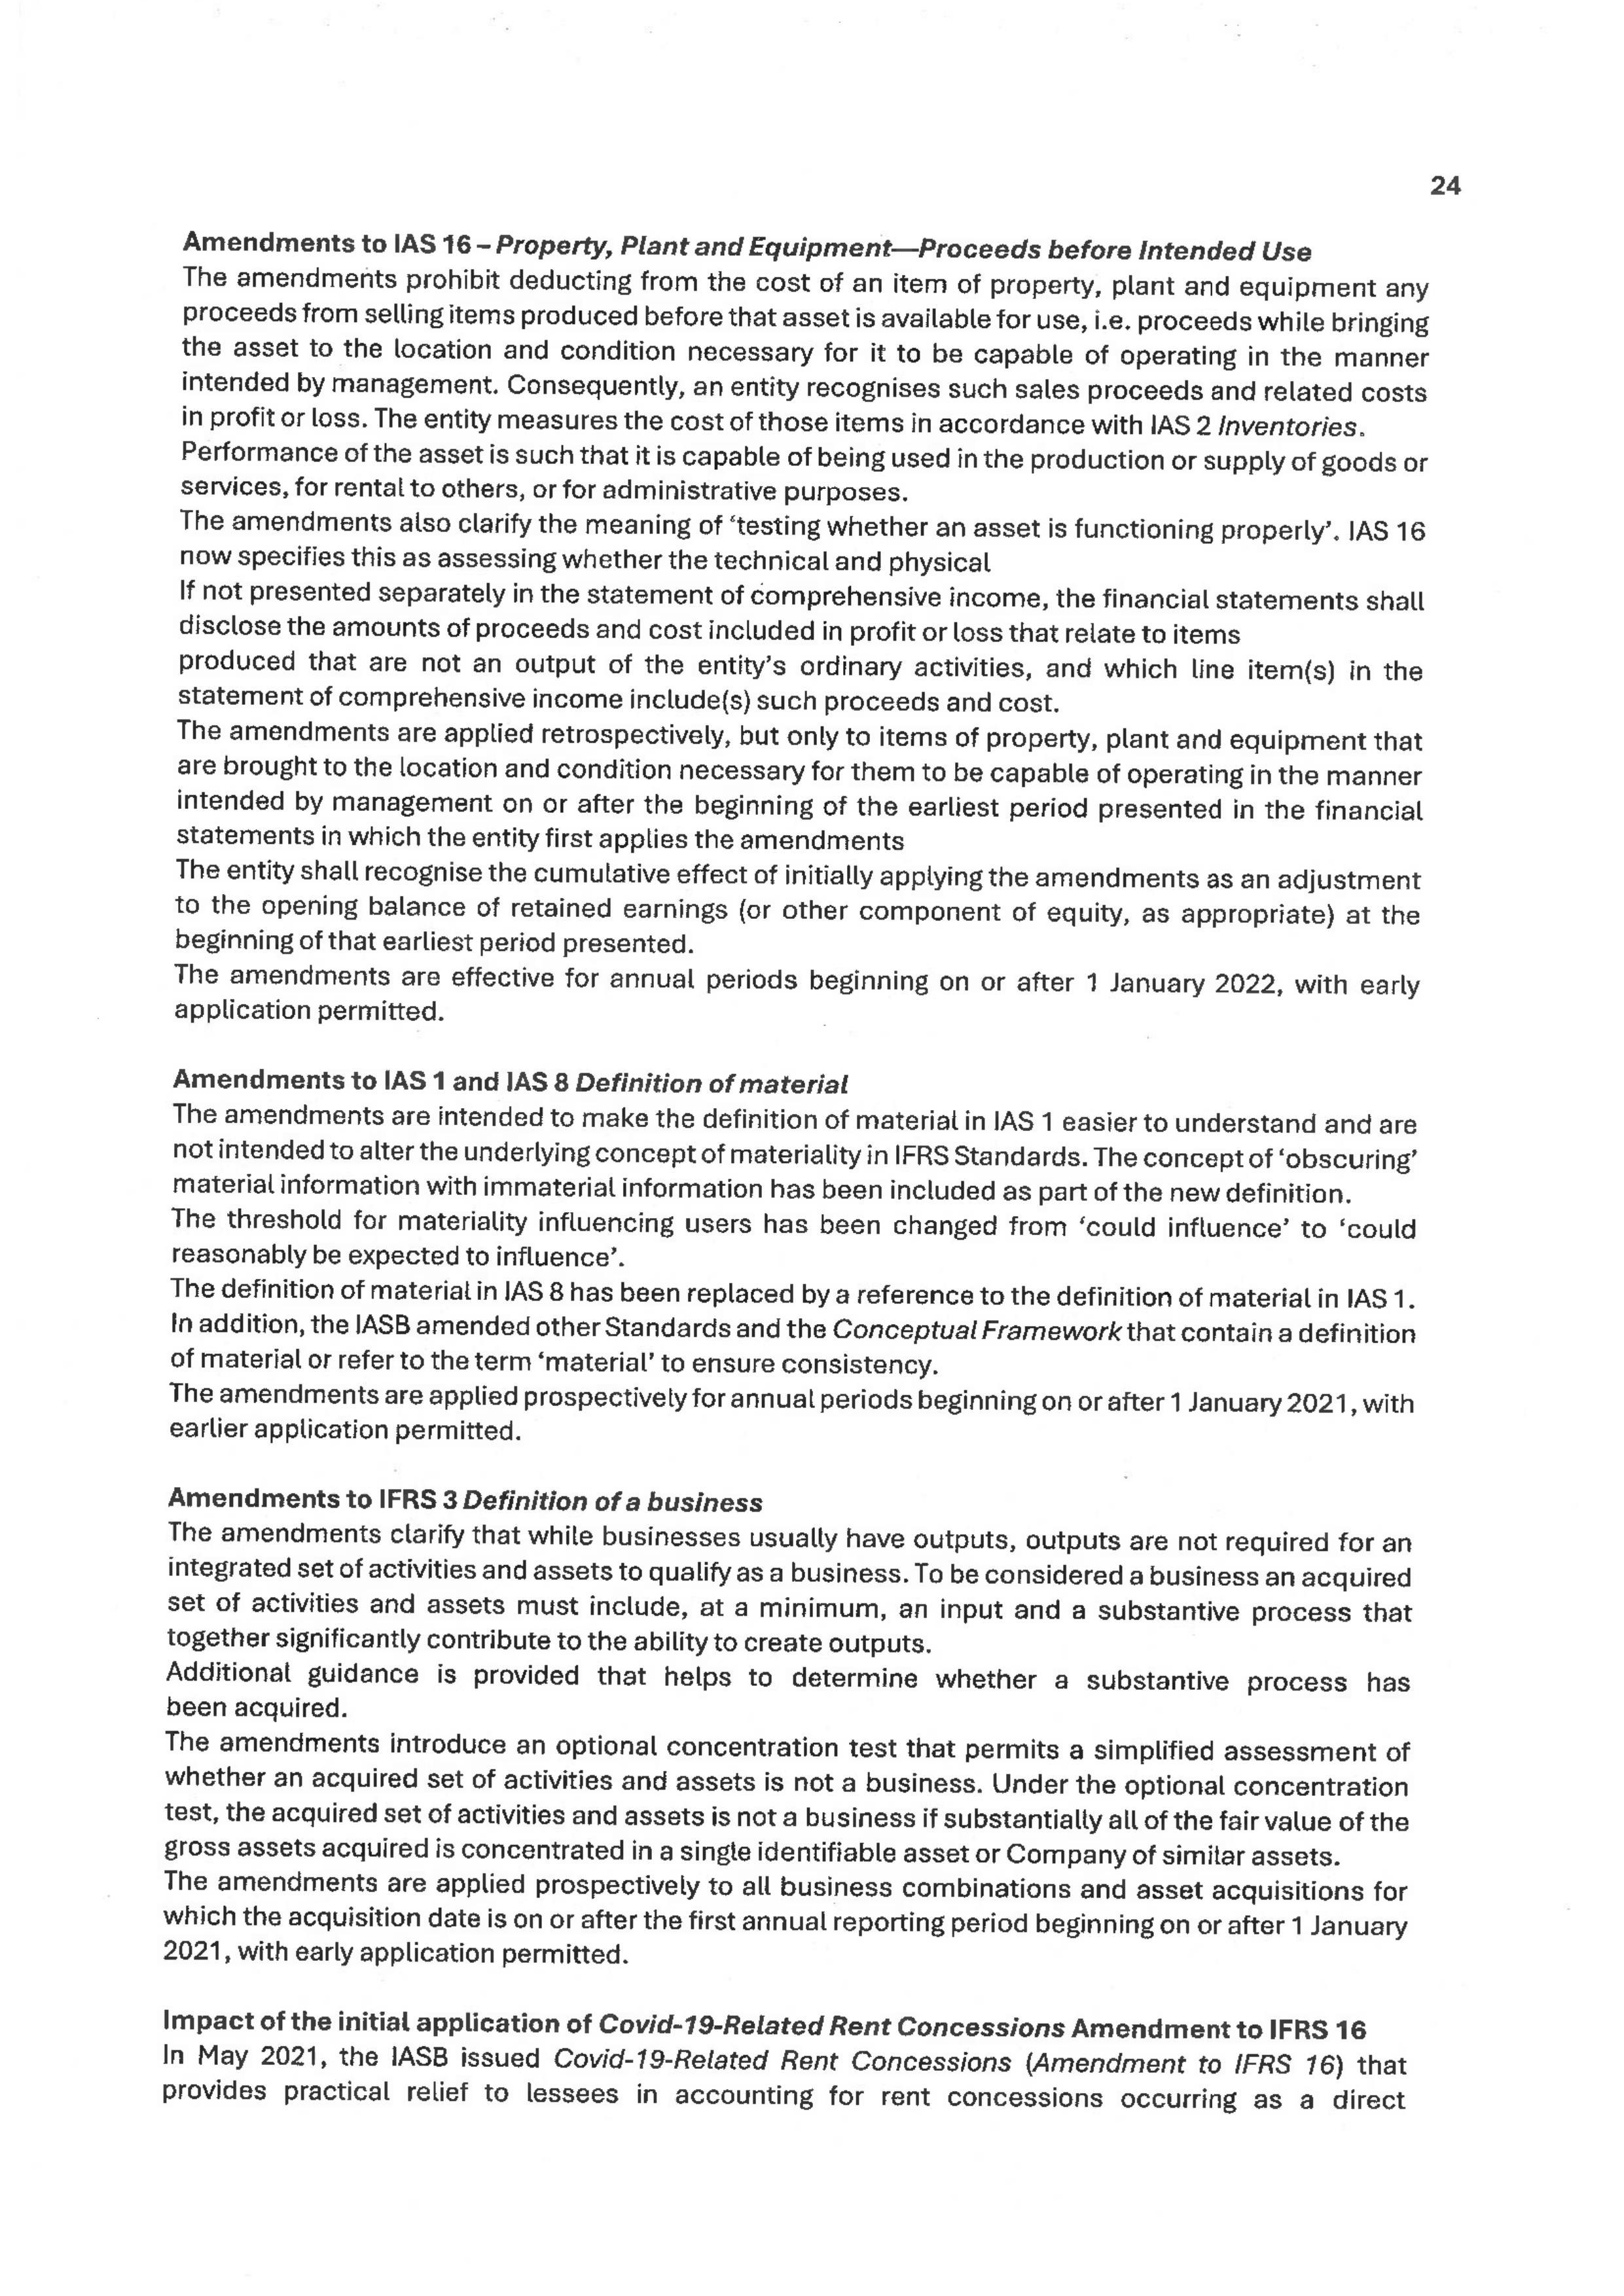 24
Amendments to IAS 16 – Property, Plant and Equipment—Proceeds before Intended Use
The amendments prohibit deducting from the cost of an item of property, plant and equipment any
proceeds from selling items produced before that asset is available for use, i.e. proceeds while bringing
the asset to the location and condition necessary for it to be capable of operating in the manner
intended by management. Consequently, an entity recognises such sales proceeds and related costs
in profit or loss. The entity measures the cost of those items in accordance with IAS 2 Inventories.
Performance of the asset is such that it is capable of being used in the production or supply of goods or
services, for rental to others, or for administrative purposes.
The amendments also clarify the meaning of ‘testing whether an asset is functioning properly’. IAS 16
now specifies this as assessing whether the technical and physical
If not presented separately in the statement of comprehensive income, the financial statements shall
disclose the amounts of proceeds and cost included in profit or loss that relate to items
produced that are not an output of the entity’s ordinary activities, and which line item(s) in the
statement of comprehensive income include(s) such proceeds and cost.
The amendments are applied retrospectively, but only to items of property, plant and equipment that
are brought to the location and condition necessary for them to be capable of operating in the manner
intended by management on or after the beginning of the earliest period presented in the financial
statements in which the entity first applies the amendments
The entity shall recognise the cumulative effect of initially applying the amendments as an adjustment
to the opening balance of retained earnings (or other component of equity, as appropriate) at the
beginning of that earliest period presented.
The amendments are effective for annual periods beginning on or after 1 January 2022, with early
application permitted.
Amendments to IAS 1 and IAS 8 Definition of material
The amendments are intended to make the definition of material in IAS 1 easier to understand and are
not intended to alter the underlying concept of materiality in IFRS Standards. The concept of ‘obscuring’
material information with immaterial information has been included as part of the new definition.
The threshold for materiality influencing users has been changed from ‘could influence’ to ‘could
reasonably be expected to influence’.
The definition of material in IAS 8 has been replaced by a reference to the definition of material in IAS 1.
In addition, the IASB amended other Standards and the Conceptual Framework that contain a definition
of material or refer to the term ‘material’ to ensure consistency.
The amendments are applied prospectively for annual periods beginning on or after 1 January 2021, with
earlier application permitted.
Amendments to IFRS 3 Definition of a business
The amendments clarify that while businesses usually have outputs, outputs are not required for an
integrated set of activities and assets to qualify as a business. To be considered a business an acquired
set of activities and assets must include, at a minimum, an input and a substantive process that
together significantly contribute to the ability to create outputs.
Additional guidance is provided that helps to determine whether a substantive process has
been acquired.
The amendments introduce an optional concentration test that permits a simplified assessment of
whether an acquired set of activities and assets is not a business. Under the optional concentration
test, the acquired set of activities and assets is not a business if substantially all of the fair value of the
gross assets acquired is concentrated in a single identifiable asset or Company of similar assets.
The amendments are applied prospectively to all business combinations and asset acquisitions for
which the acquisition date is on or after the first annual reporting period beginning on or after 1 January
2021, with early application permitted.
Impact of the initial application of Covid-19-Related Rent Concessions Amendment to IFRS 16
In May 2021, the IASB issued Covid-19-Related Rent Concessions (Amendment to IFRS 16) that
provides practical relief to lessees in accounting for rent concessions occurring as a direct